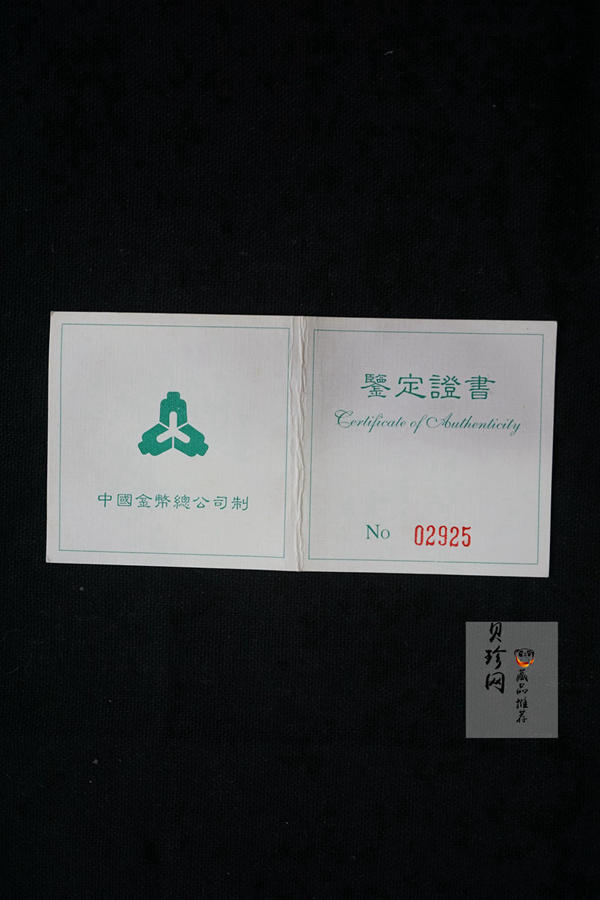 中國金幣總公司制
鑒定證書
Certificate of Authenticity
No 02925
贝珍网
藏品推荐